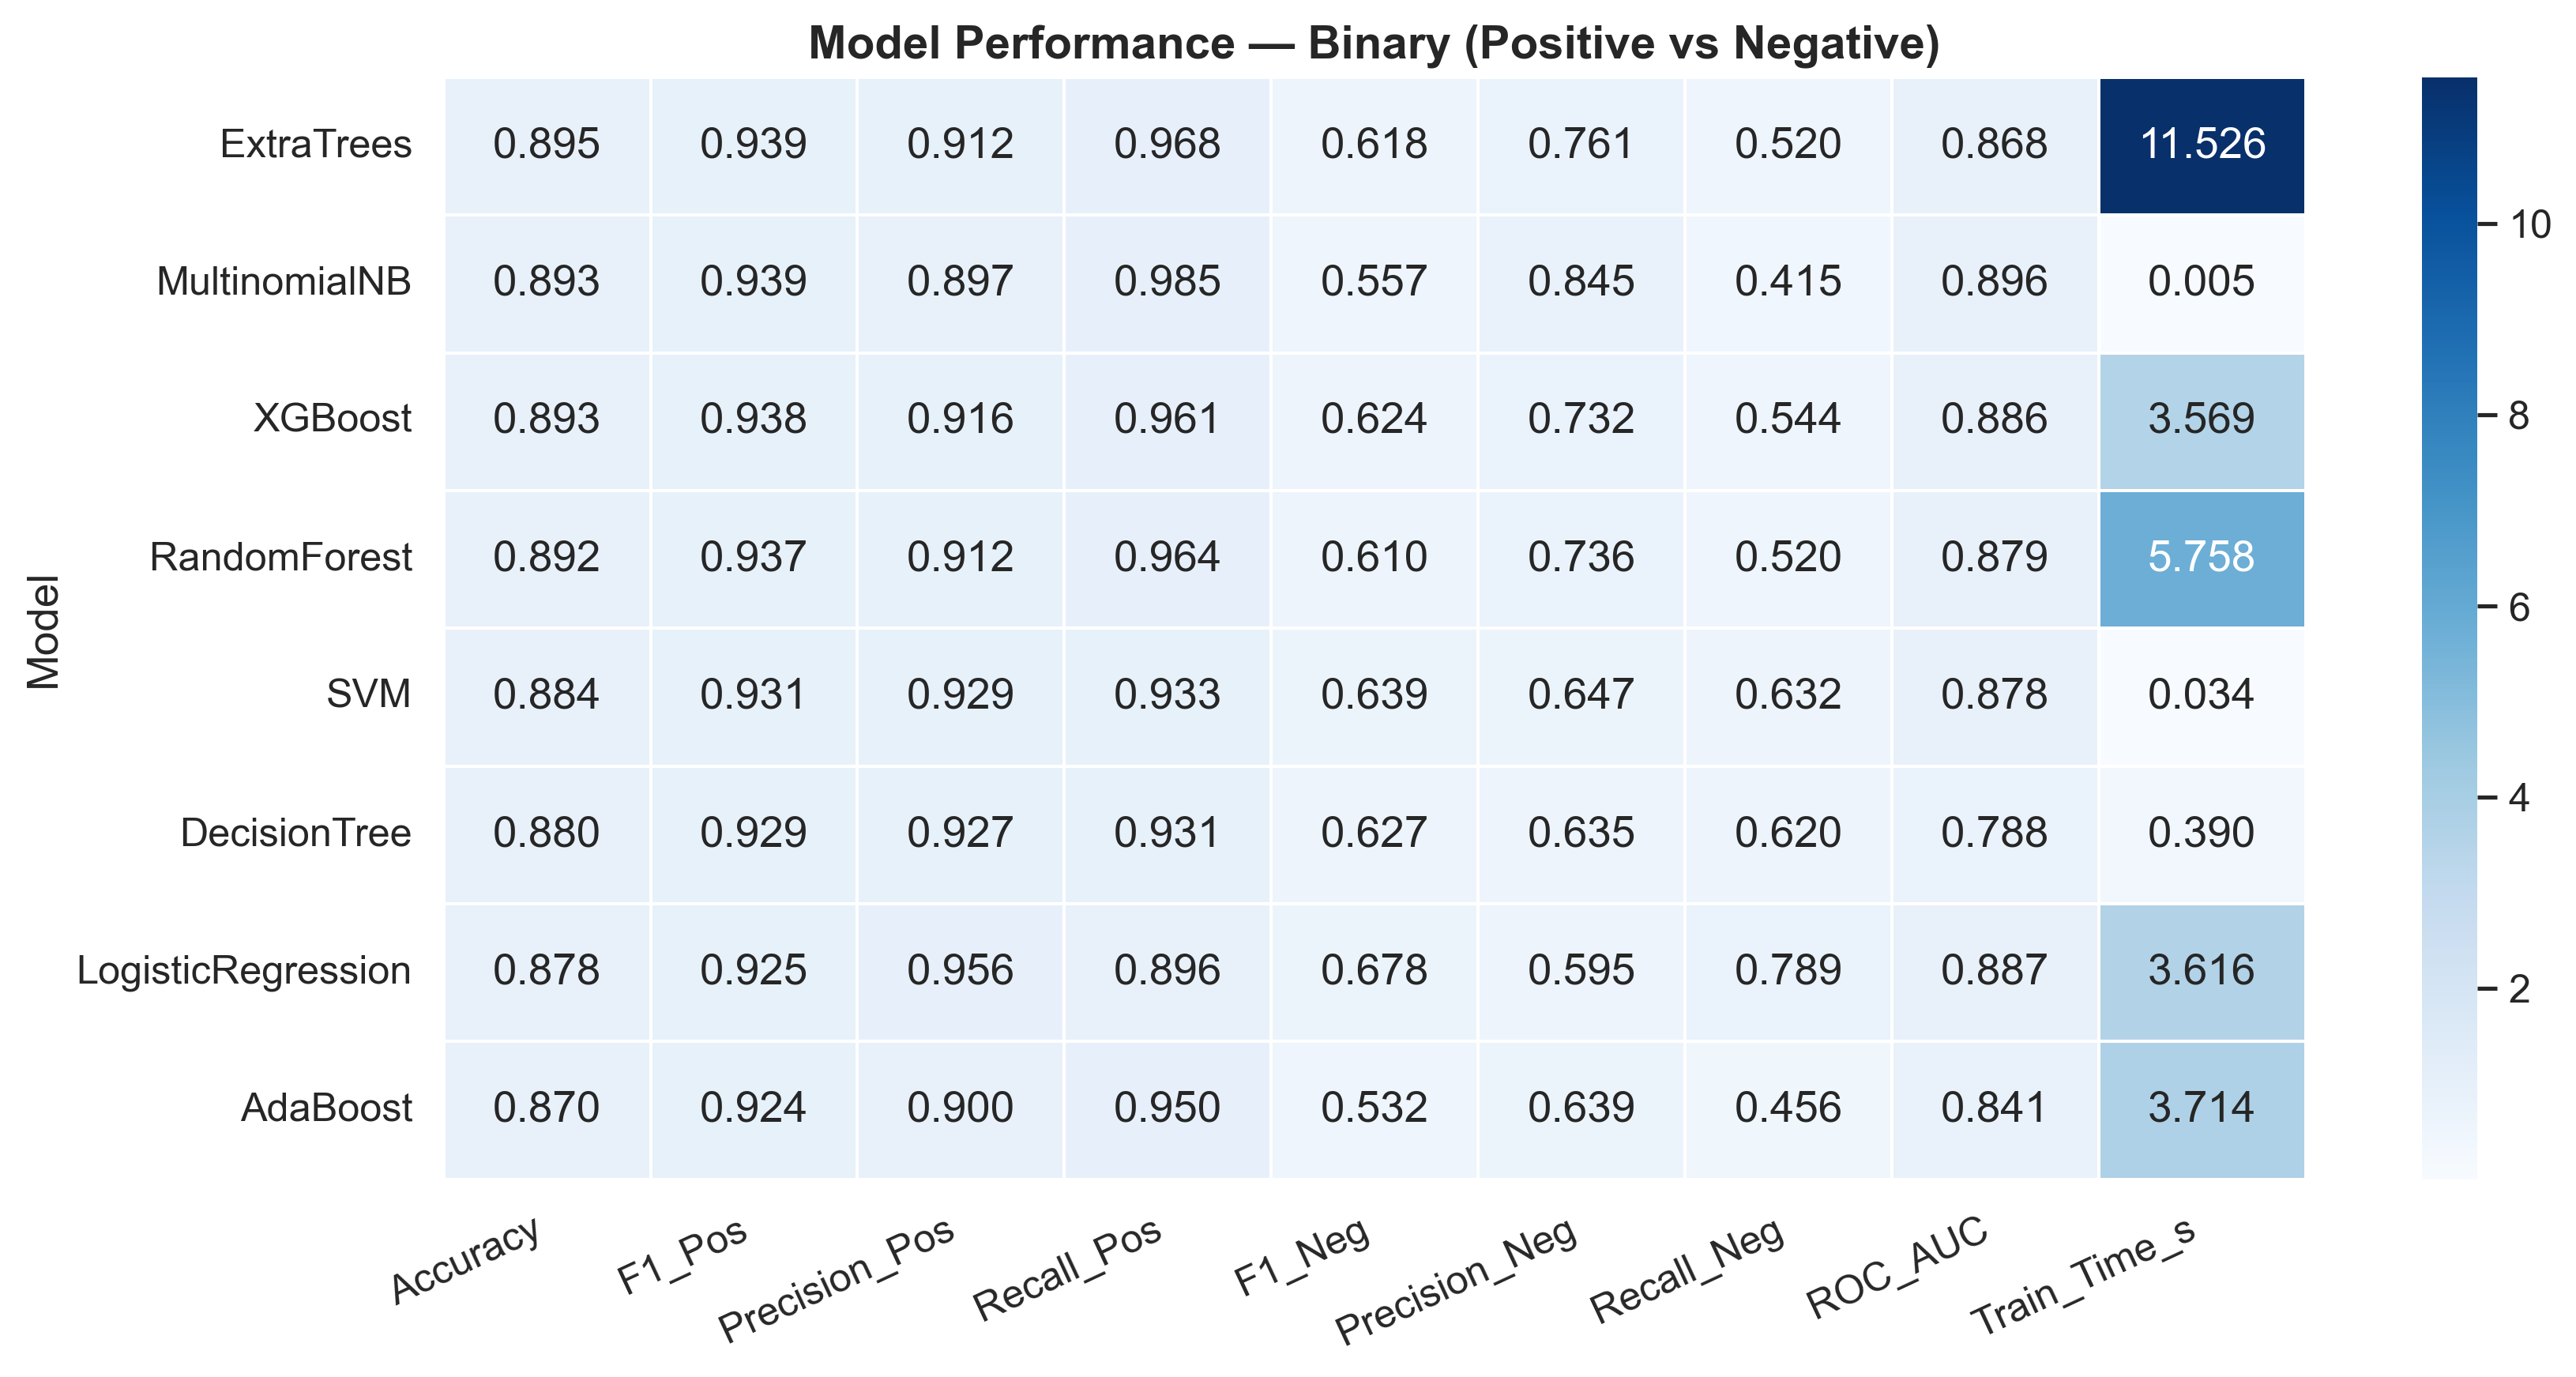 Model Performance — Binary (Positive vs Negative)
Model
ExtraTrees 0.895 0.939 0.912 0.968 0.618 0.761 0.520 0.868 11.526
MultinomialNB 0.893 0.939 0.897 0.985 0.557 0.845 0.415 0.896 0.005
XGBoost 0.893 0.938 0.916 0.961 0.624 0.732 0.544 0.886 3.569
RandomForest 0.892 0.937 0.912 0.964 0.610 0.736 0.520 0.879 5.758
SVM 0.884 0.931 0.929 0.933 0.639 0.647 0.632 0.878 0.034
DecisionTree 0.880 0.929 0.927 0.931 0.627 0.635 0.620 0.788 0.390
LogisticRegression 0.878 0.925 0.956 0.896 0.678 0.595 0.789 0.887 3.616
AdaBoost 0.870 0.924 0.900 0.950 0.532 0.639 0.456 0.841 3.714
Accuracy F1_Pos Precision_Pos Recall_Pos F1_Neg Precision_Neg Recall_Neg ROC_AUC Train_Time_s
10
8
6
4
2